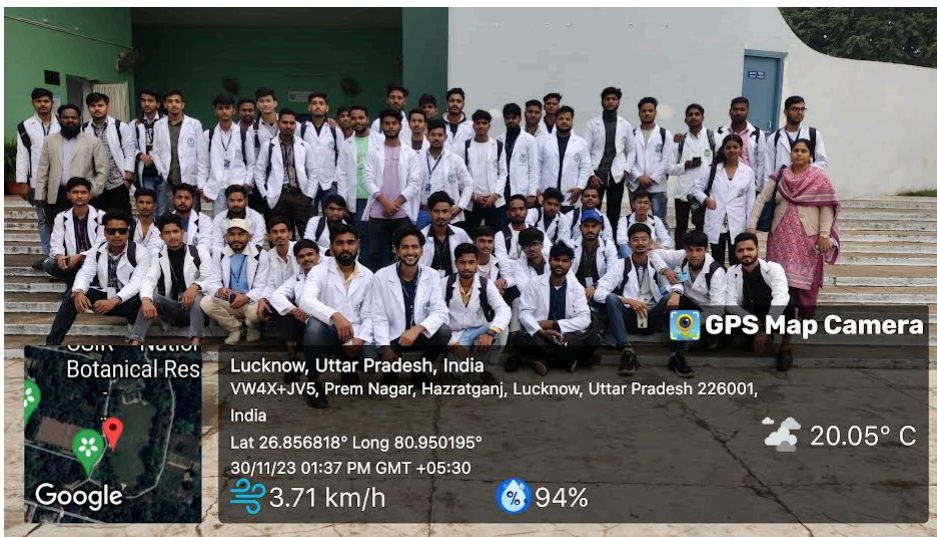 GPS Map Camera
Botanical Res
Lucknow, Uttar Pradesh, India
VW4X+JV5, Prem Nagar, Hazratganj, Lucknow, Uttar Pradesh 226001,
India
Lat 26.856818° Long 80.950195°
30/11/23 01:37 PM GMT +05:30
20.05° C
Google
3.71 km/h
94%